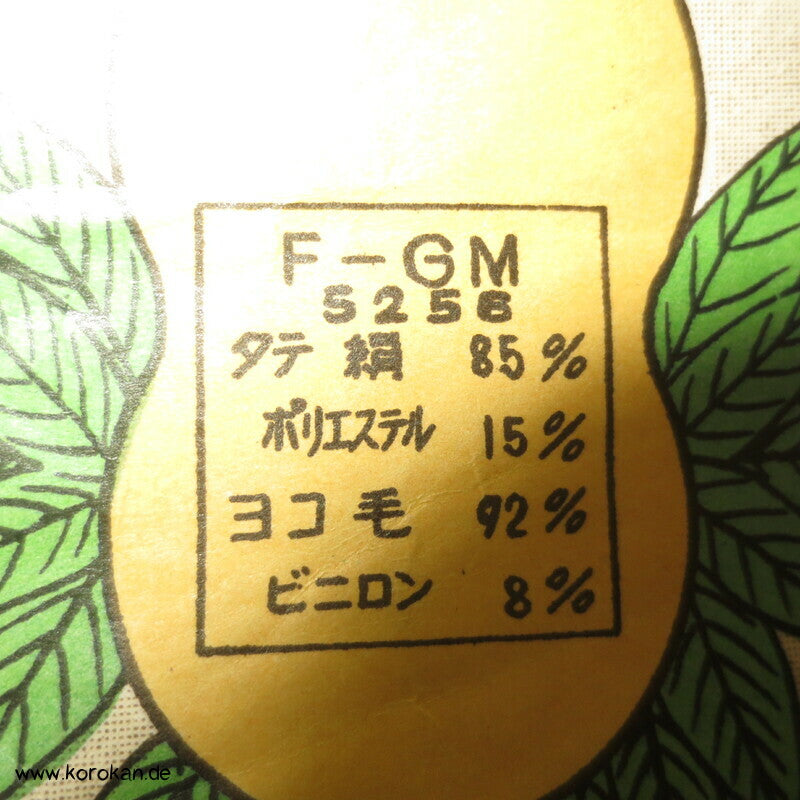 F-GM
5256
タテ 絹 85%
ポリエステル 15%
ヨコ 毛 92%
ビニロン 8%
www.korokan.de